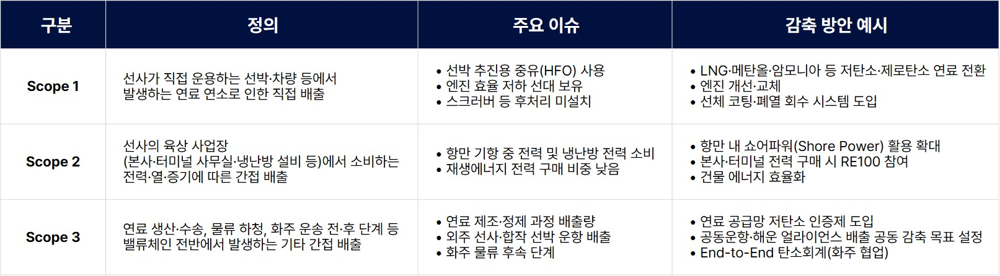 구분
정의
주요 이슈
감축 방안 예시
Scope 1
선사가 직접 운용하는 선박·차량 등에서
발생하는 연료 연소로 인한 직접 배출
• 선박 추진용 중유(HFO) 사용
• 엔진 효율 저하 선대 보유
• 스크러버 등 후처리 미설치
• LNG·메탄올·암모니아 등 저탄소·제로탄소 연료 전환
• 엔진 개선·교체
• 선체 코팅·폐열 회수 시스템 도입
Scope 2
선사의 육상 사업장
(본사·터미널 사무실·냉난방 설비 등)에서 소비하는
전력·열·증기에 따른 간접 배출
• 항만 기항 중 전력 및 냉난방 전력 소비
• 재생에너지 전력 구매 비중 낮음
• 항만 내 쇼어파워(Shore Power) 활용 확대
• 본사·터미널 전력 구매 시 RE100 참여
• 건물 에너지 효율화
Scope 3
연료 생산·수송, 물류 하청, 화주 운송 전·후 단계 등
밸류체인 전반에서 발생하는 기타 간접 배출
• 연료 제조·정제 과정 배출량
• 외주 선사·합작 선박 운항 배출
• 화주 물류 후속 단계
• 연료 공급망 저탄소 인증제 도입
• 공동운항·해운 얼라이언스 배출 공동 감축 목표 설정
• End-to-End 탄소회계(화주 협업)